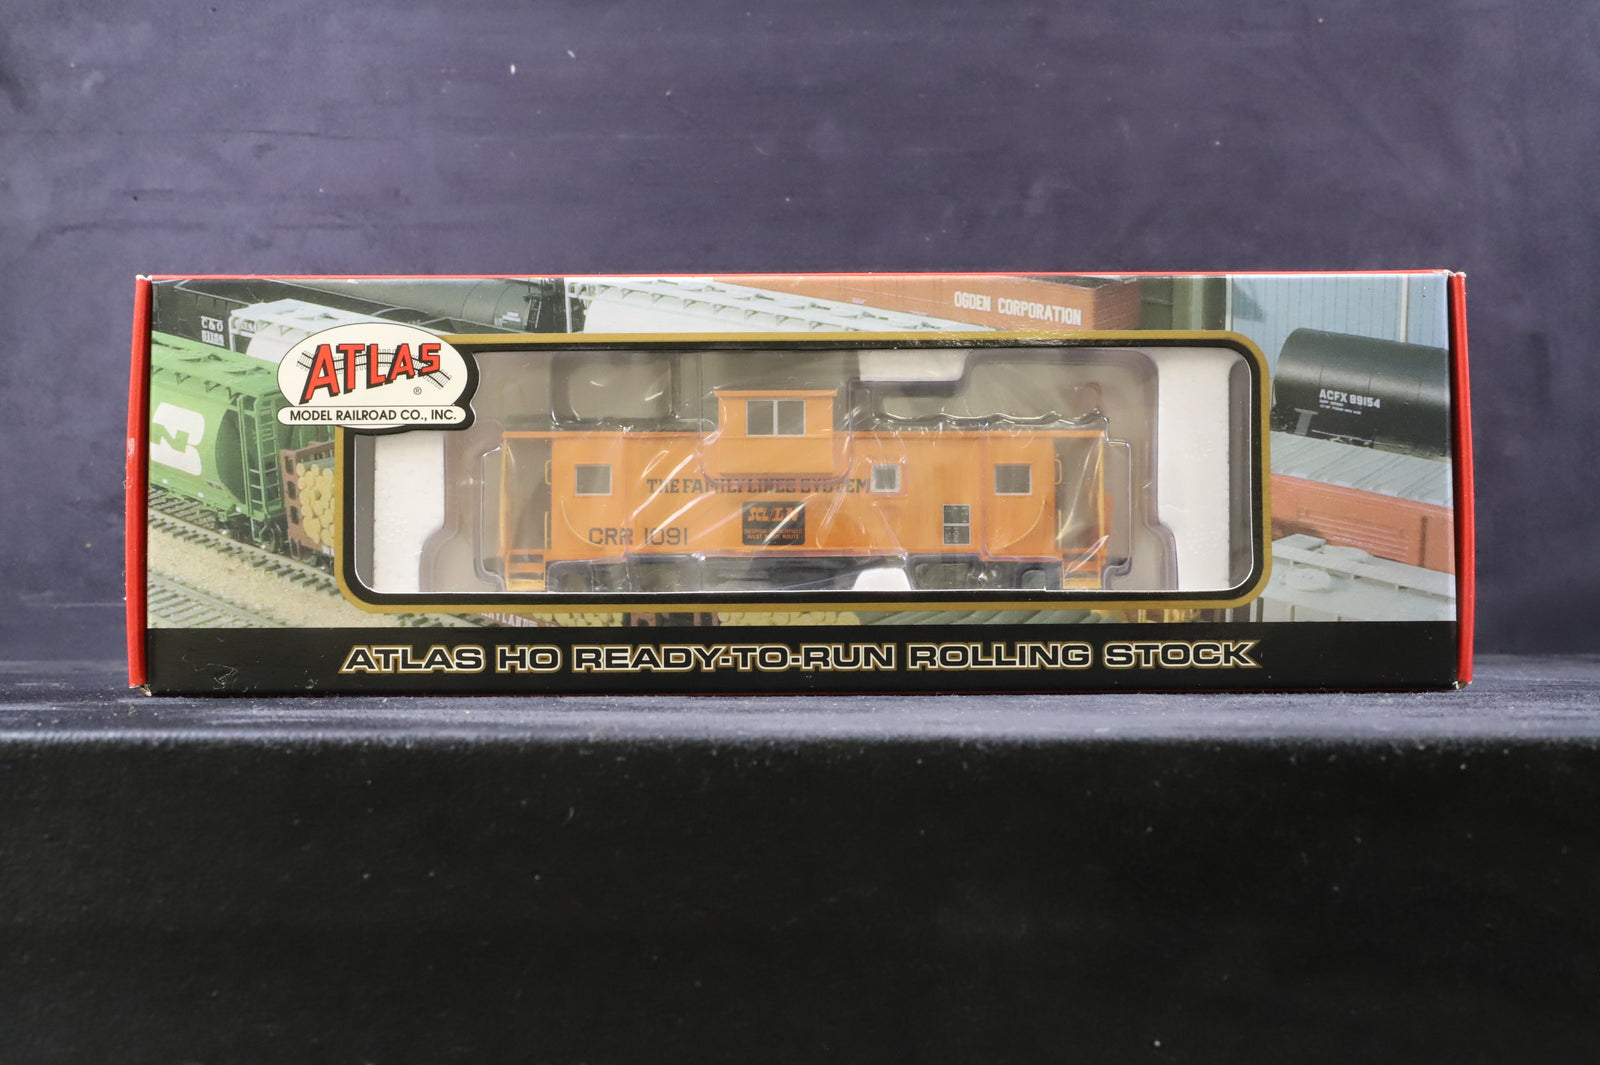 OGDEN CORPORATION
C&O
ATLAS
®
MODEL RAILROAD CO., INC.
ACFX 89154
THE FAMILY LINES SYSTEM
SCL/L N
CRR 1091
ATLAS HO READY-TO-RUN ROLLING STOCK